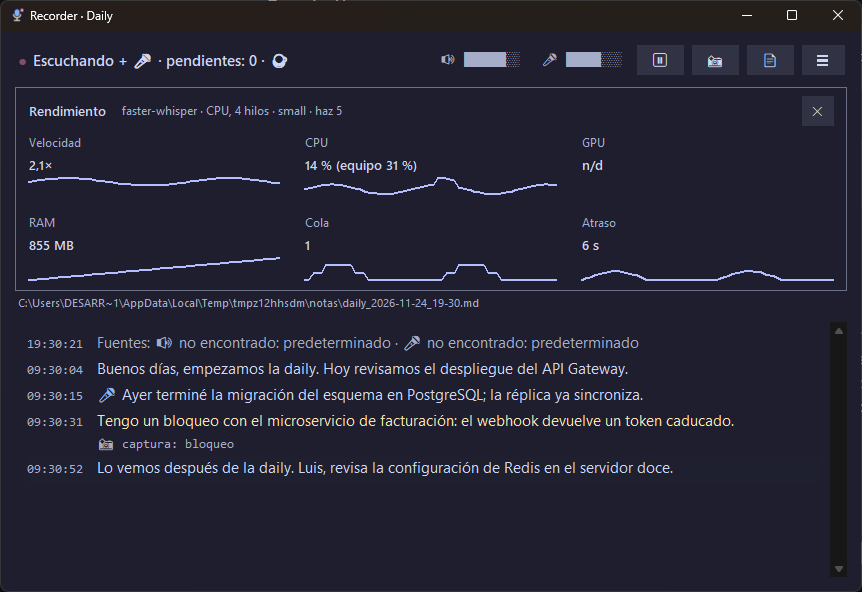 Recorder · Daily
Escuchando + 🎤 · pendientes: 0 ·
Rendimiento faster-whisper · CPU, 4 hilos · small · haz 5
Velocidad CPU GPU
2,1× 14 % (equipo 31 %) n/d
RAM Cola Atraso
855 MB 1 6 s
C:\Users\DESARR~1\AppData\Local\Temp\tmpz12hhsdm\notas\daily_2026-11-24_19-30.md
19:30:21 Fuentes: 🔊 no encontrado: predeterminado · 🎤 no encontrado: predeterminado
09:30:04 Buenos días, empezamos la daily. Hoy revisamos el despliegue del API Gateway.
09:30:15 🎤 Ayer terminé la migración del esquema en PostgreSQL; la réplica ya sincroniza.
09:30:31 Tengo un bloqueo con el microservicio de facturación: el webhook devuelve un token caducado.
📷 captura: bloqueo
09:30:52 Lo vemos después de la daily. Luis, revisa la configuración de Redis en el servidor doce.